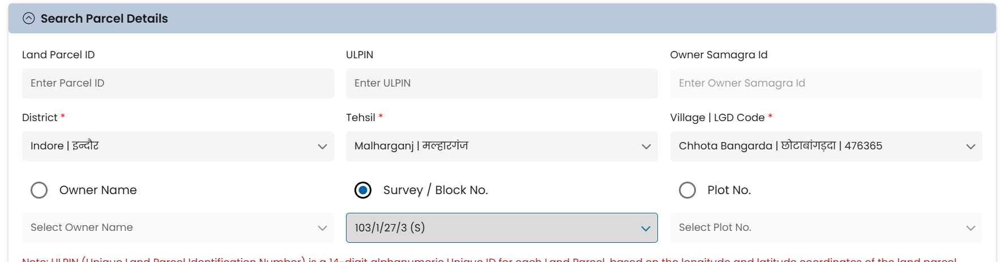 Search Parcel Details
Land Parcel ID
ULPIN
Owner Samagra Id
Enter Parcel ID
Enter ULPIN
Enter Owner Samagra Id
District *
Tehsil *
Village | LGD Code *
Indore | इन्दौर
Malharganj | मल्हारगंज
Chhota Bangarda | छोटाबांगड़दा | 476365
Owner Name
Survey / Block No.
Plot No.
Select Owner Name
103/1/27/3 (S)
Select Plot No.
Note: ULPIN (Unique Land Parcel Identification Number) is a 14-digit alphanumeric Unique ID for each Land Parcel, based on the longitude and latitude coordinates of the land parcel